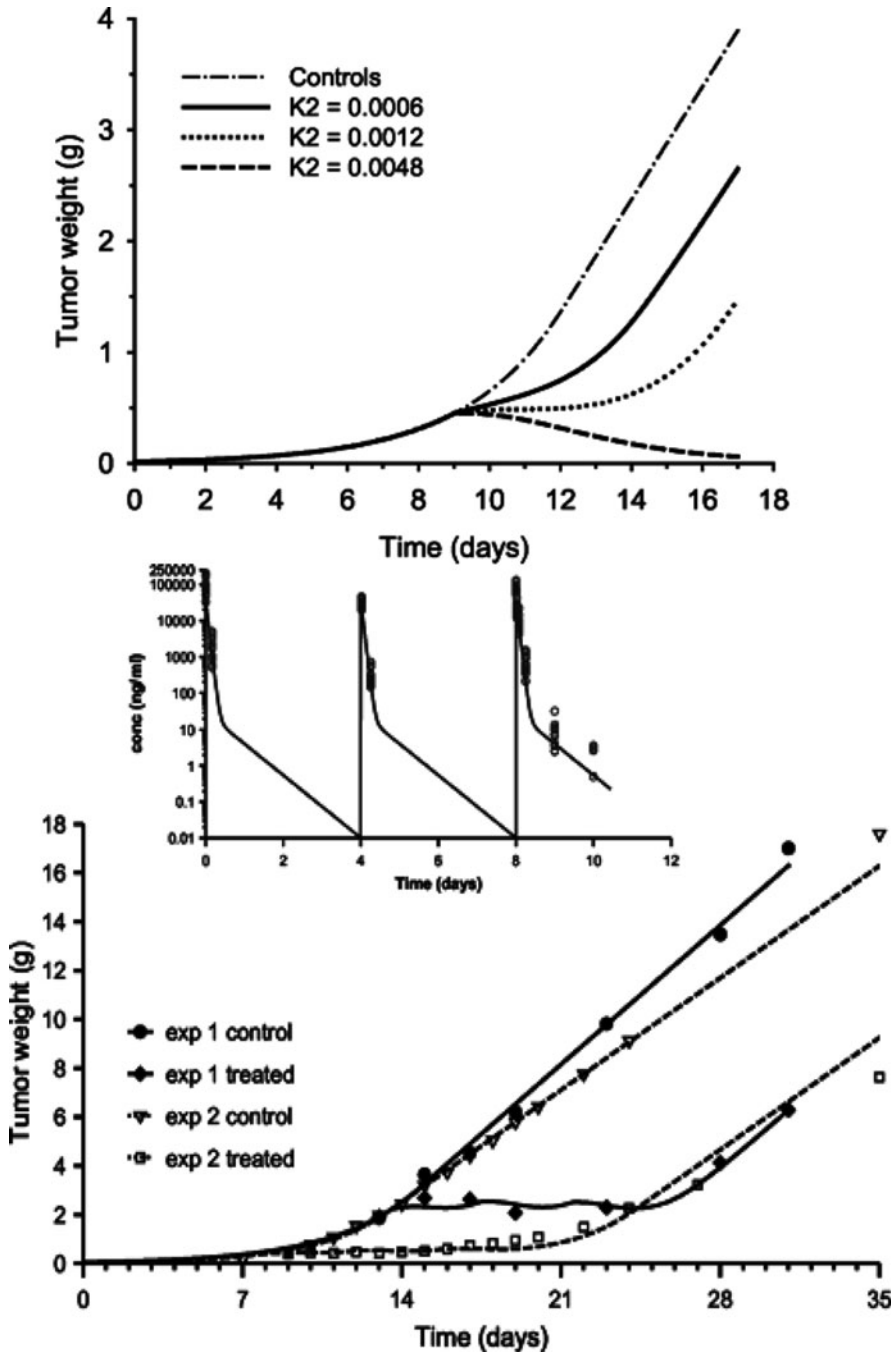 4
3
2
1
0
Tumor weight (g)
Controls
K2 = 0.0006
K2 = 0.0012
K2 = 0.0048
0 2 4 6 8 10 12 14 16 18
Time (days)
250000
100000
10000
1000
100
10
1
0.1
0.01
conc (ng/ml)
0 2 4 6 8 10 12
Time (days)
18
16
14
12
10
8
6
4
2
0
Tumor weight (g)
exp 1 control
exp 1 treated
exp 2 control
exp 2 treated
0 7 14 21 28 35
Time (days)